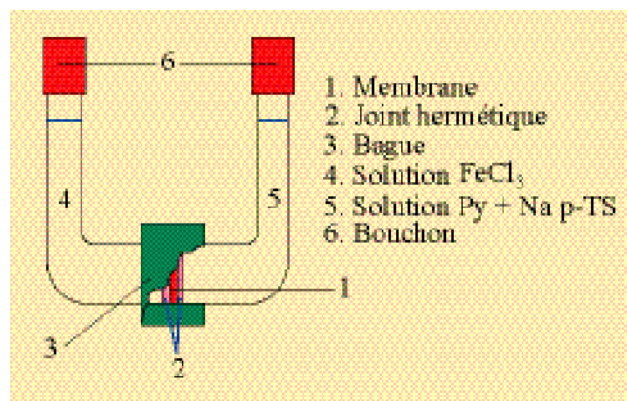 6
1. Membrane
2. Joint hermétique
3. Bague
4. Solution FeCl3
5. Solution Py + Na p-TS
6. Bouchon
4
5
1
3
2